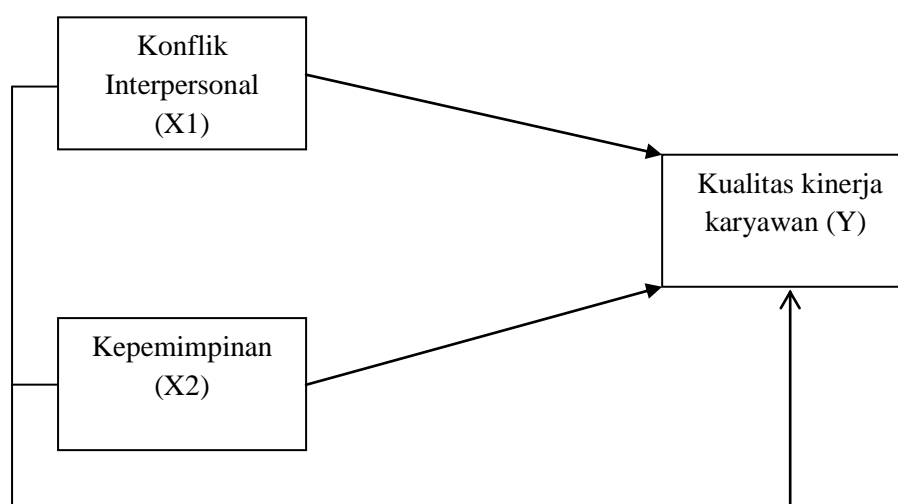 Konflik
Interpersonal
(X1)
Kualitas kinerja
karyawan (Y)
Kepemimpinan
(X2)